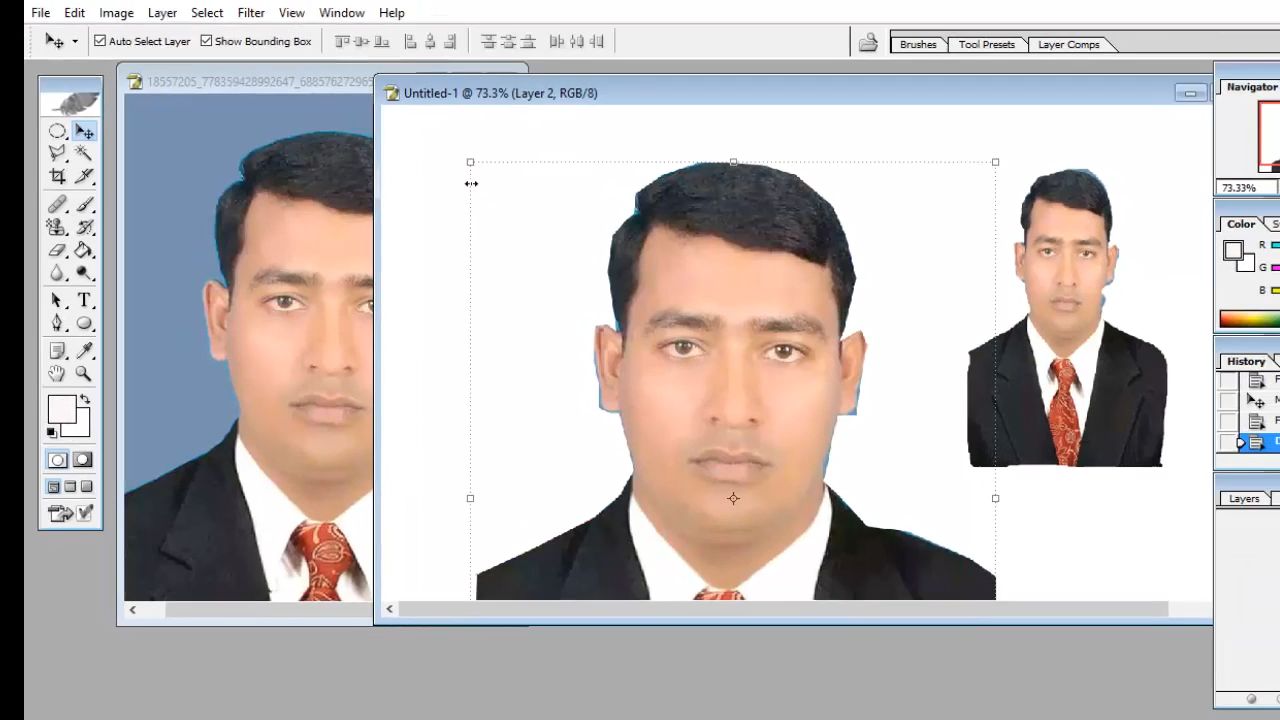 File Edit Image Layer Select Filter View Window Help
Auto Select Layer Show Bounding Box
Brushes Tool Presets Layer Comps
18557205_778359428992647_688576272965
Untitled-1 @ 73.3% (Layer 2, RGB/8)
Navigator
73.33%
Color
R
G
B
History
Layers